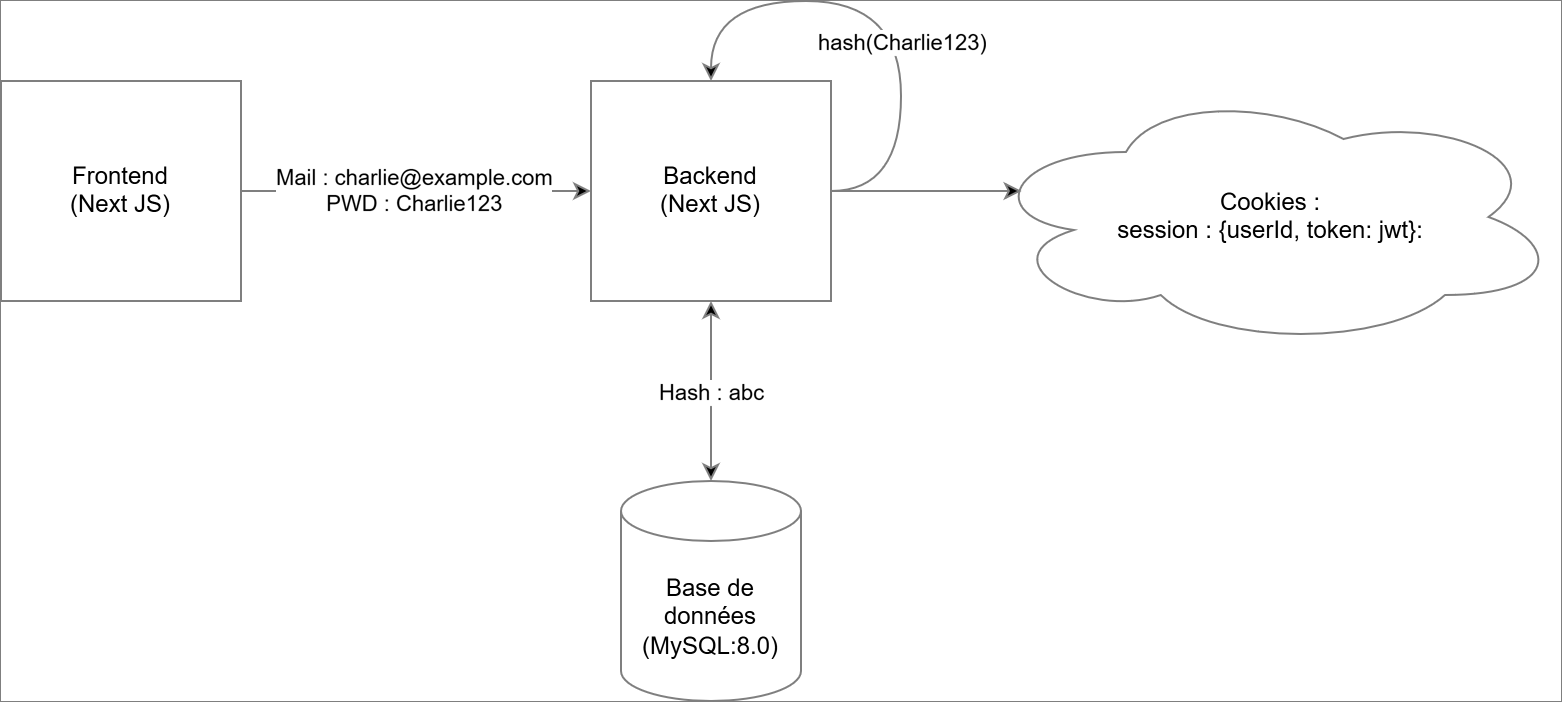 hash(Charlie123)
Frontend
(Next JS)
Mail : charlie@example.com
PWD : Charlie123
Backend
(Next JS)
Cookies :
session : {userId, token: jwt}:
Hash : abc
Base de
données
(MySQL:8.0)